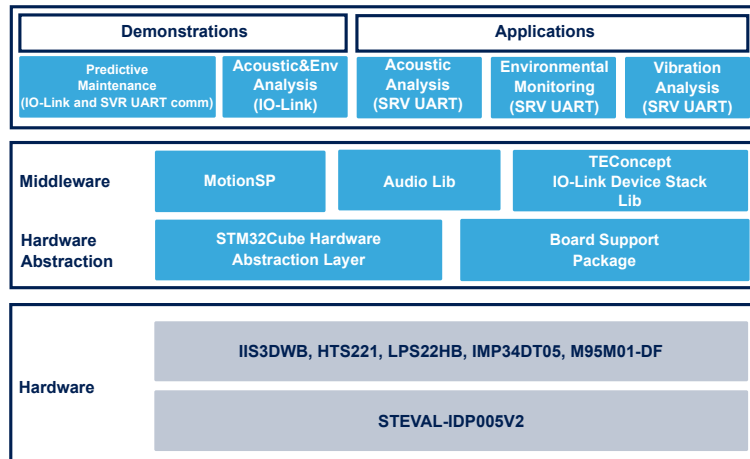 Demonstrations
Applications
Predictive
Maintenance
(IO-Link and SVR UART comm)
Acoustic&Env
Analysis
(IO-Link)
Acoustic
Analysis
(SRV UART)
Environmental
Monitoring
(SRV UART)
Vibration
Analysis
(SRV UART)
Middleware
MotionSP
Audio Lib
TEConcept
IO-Link Device Stack
Lib
Hardware
Abstraction
STM32Cube Hardware
Abstraction Layer
Board Support
Package
Hardware
IIS3DWB, HTS221, LPS22HB, IMP34DT05, M95M01-DF
STEVAL-IDP005V2